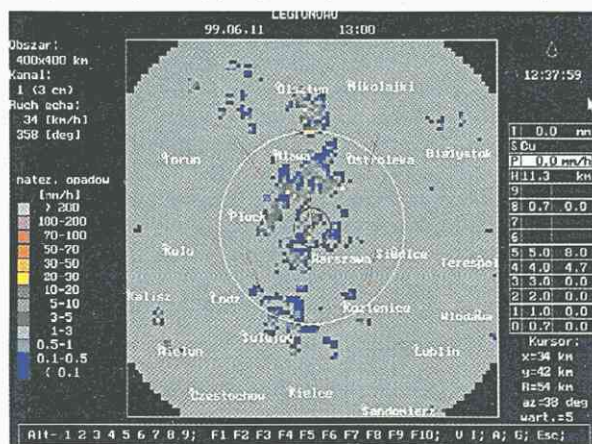 LEGIONOWO
99.06.11 13:00
Obszar:
400x400 km
Kanal:
1 (3 cm)
Ruch echa:
34 [km/h]
358 [deg]
natez. opadow
[mm/h]
> 200
100-200
70-100
50-70
30-50
20-30
10-20
5-10
3-5
1-3
0.5-1
0.1-0.5
< 0.1
Olsztyn
Mikolajki
Torun
Mlawa
Ostroleka
Bialystok
Plock
Kolo
Warszawa
Siedlce
Terespol
Kalisz
Lodz
Kozienice
Wlodawa
Sulejow
Wielun
Lublin
Czestochow
Kielce
Sandomierz
12:37:59
T 0.0 mm
S Cu
P 0.0 mm/h
H 11.3 km
9
8 0.7 0.0
7
6
5 5.0 8.0
4 4.0 4.7
3 3.0 0.0
2 2.0 0.0
1 1.0 0.0
0 0.7 0.0
Kursor:
x=34 km
y=42 km
R=54 km
az=38 deg
wart.=5
Alt- 1 2 3 4 5 6 7 8 9; F1 F2 F3 F4 F5 F6 F7 F8 F9 F10; V I; A; G; Esc;